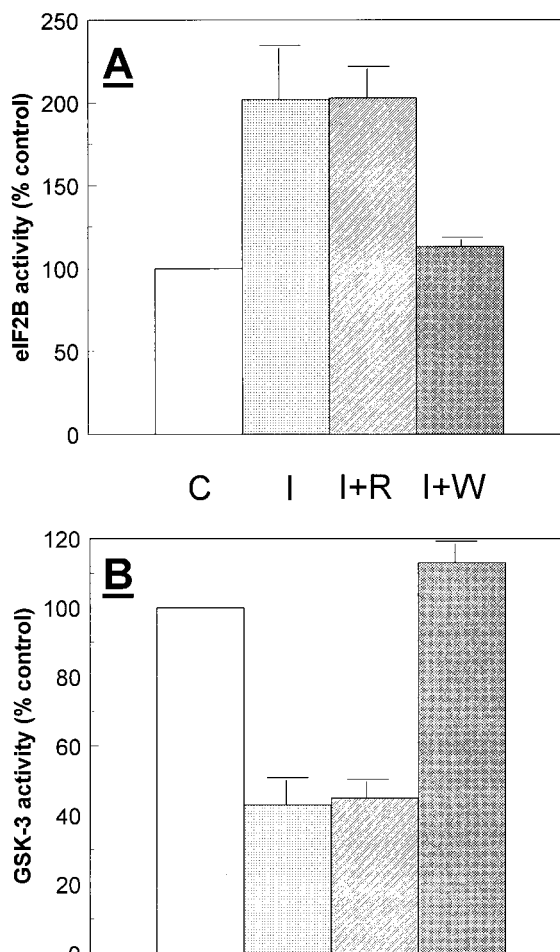 250
A
200
150
100
50
0
eIF2B activity (% control)
C I I+R I+W
120
B
100
80
60
40
20
0
GSK-3 activity (% control)